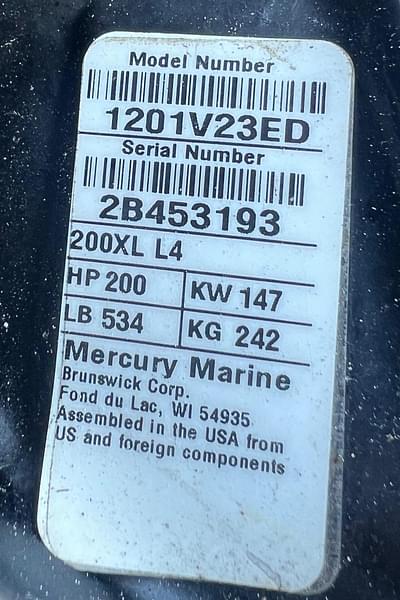 Model Number
1201V23ED
Serial Number
2B453193
200XL L4
HP 200 KW 147
LB 534 KG 242
Mercury Marine
Brunswick Corp.
Fond du Lac, WI 54935
Assembled in the USA from
US and foreign components